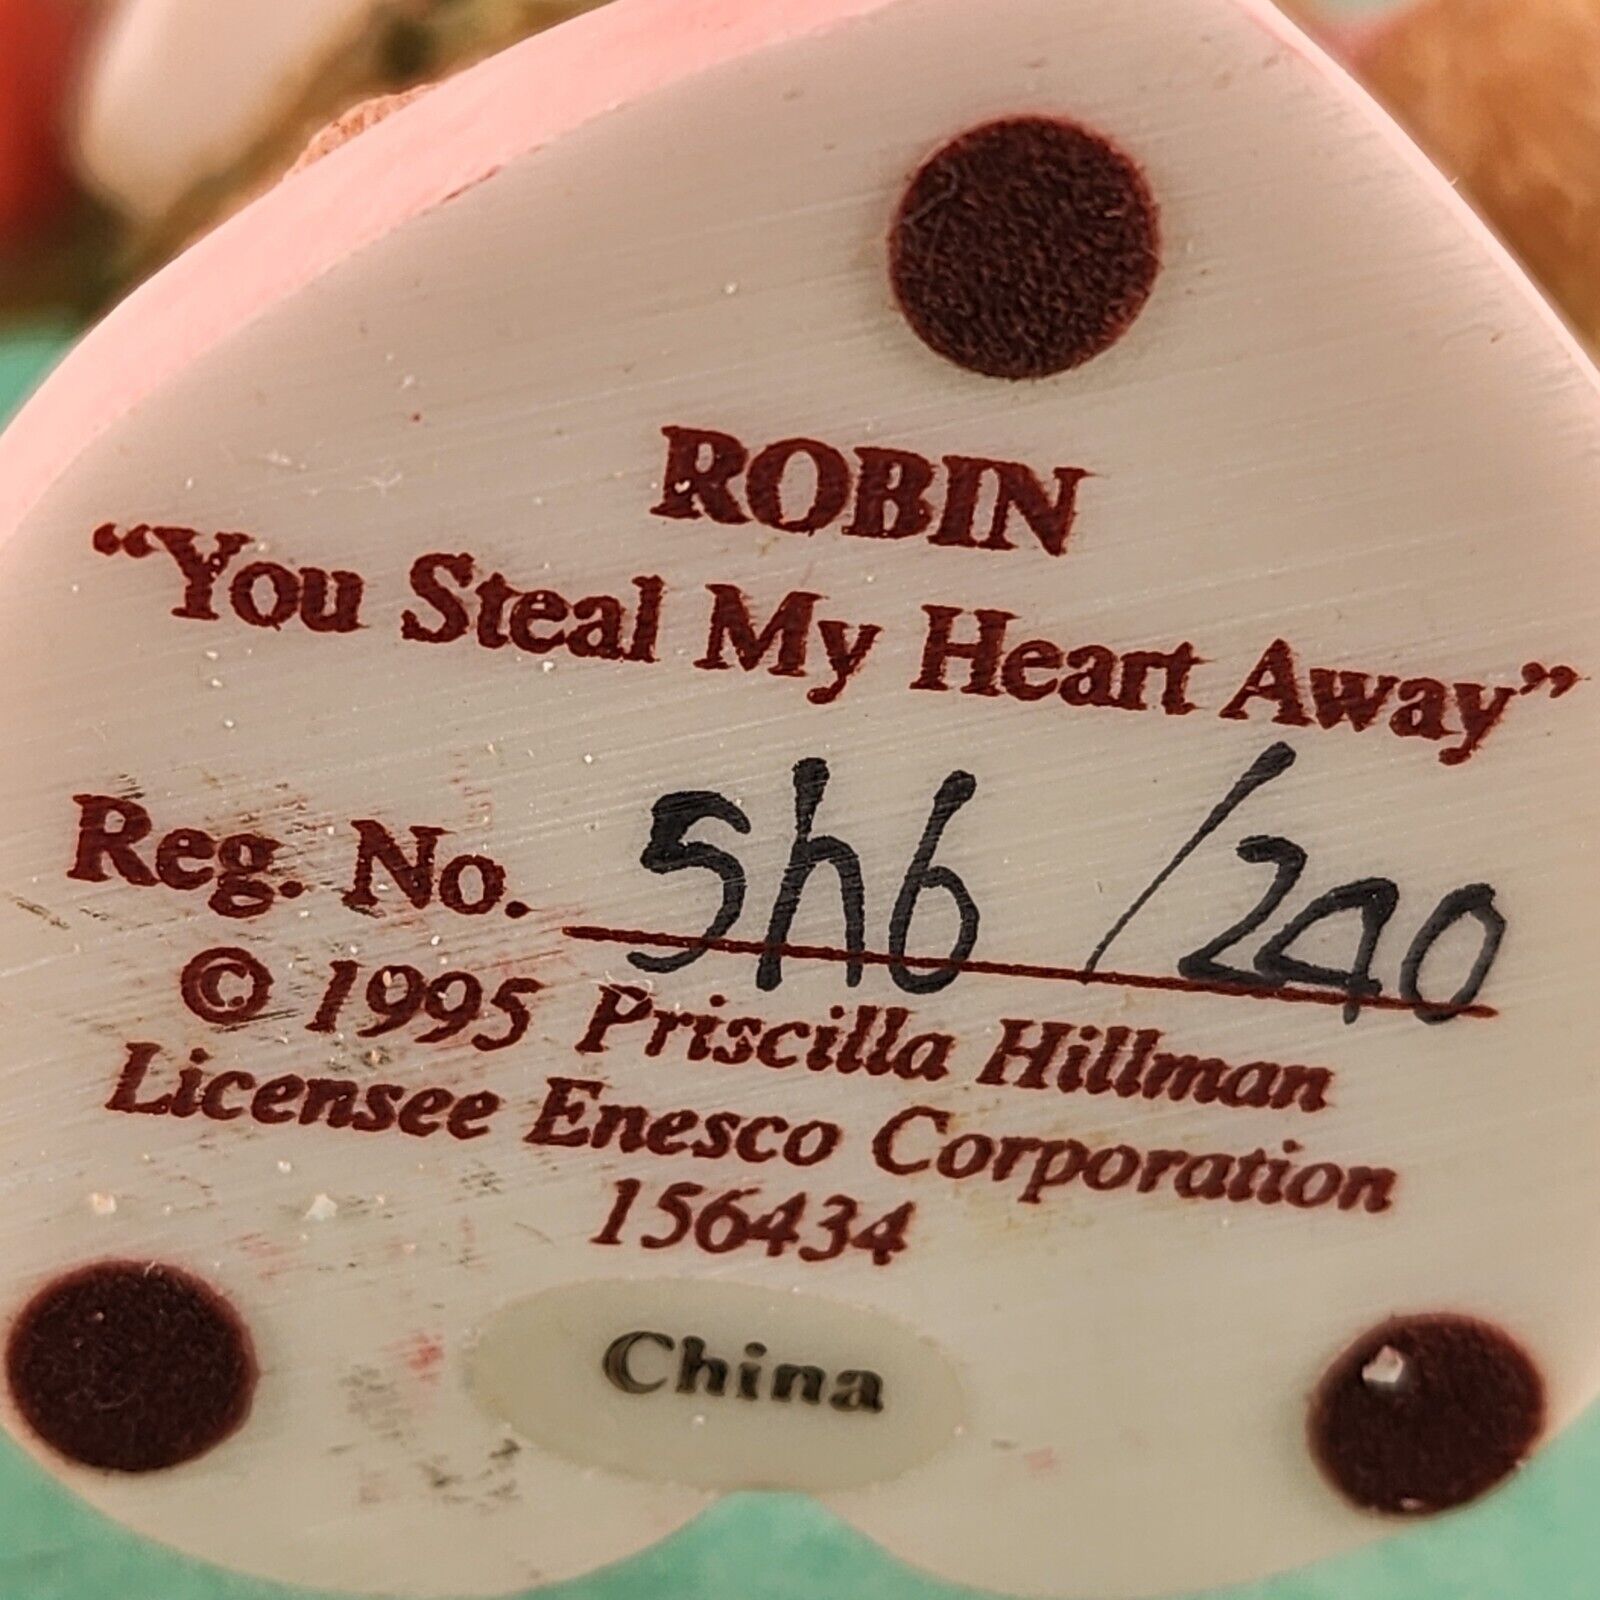 ROBIN
“You Steal My Heart Away”
Reg. No. 5h6/240
© 1995 Priscilla Hillman
Licensee Enesco Corporation
156434
China